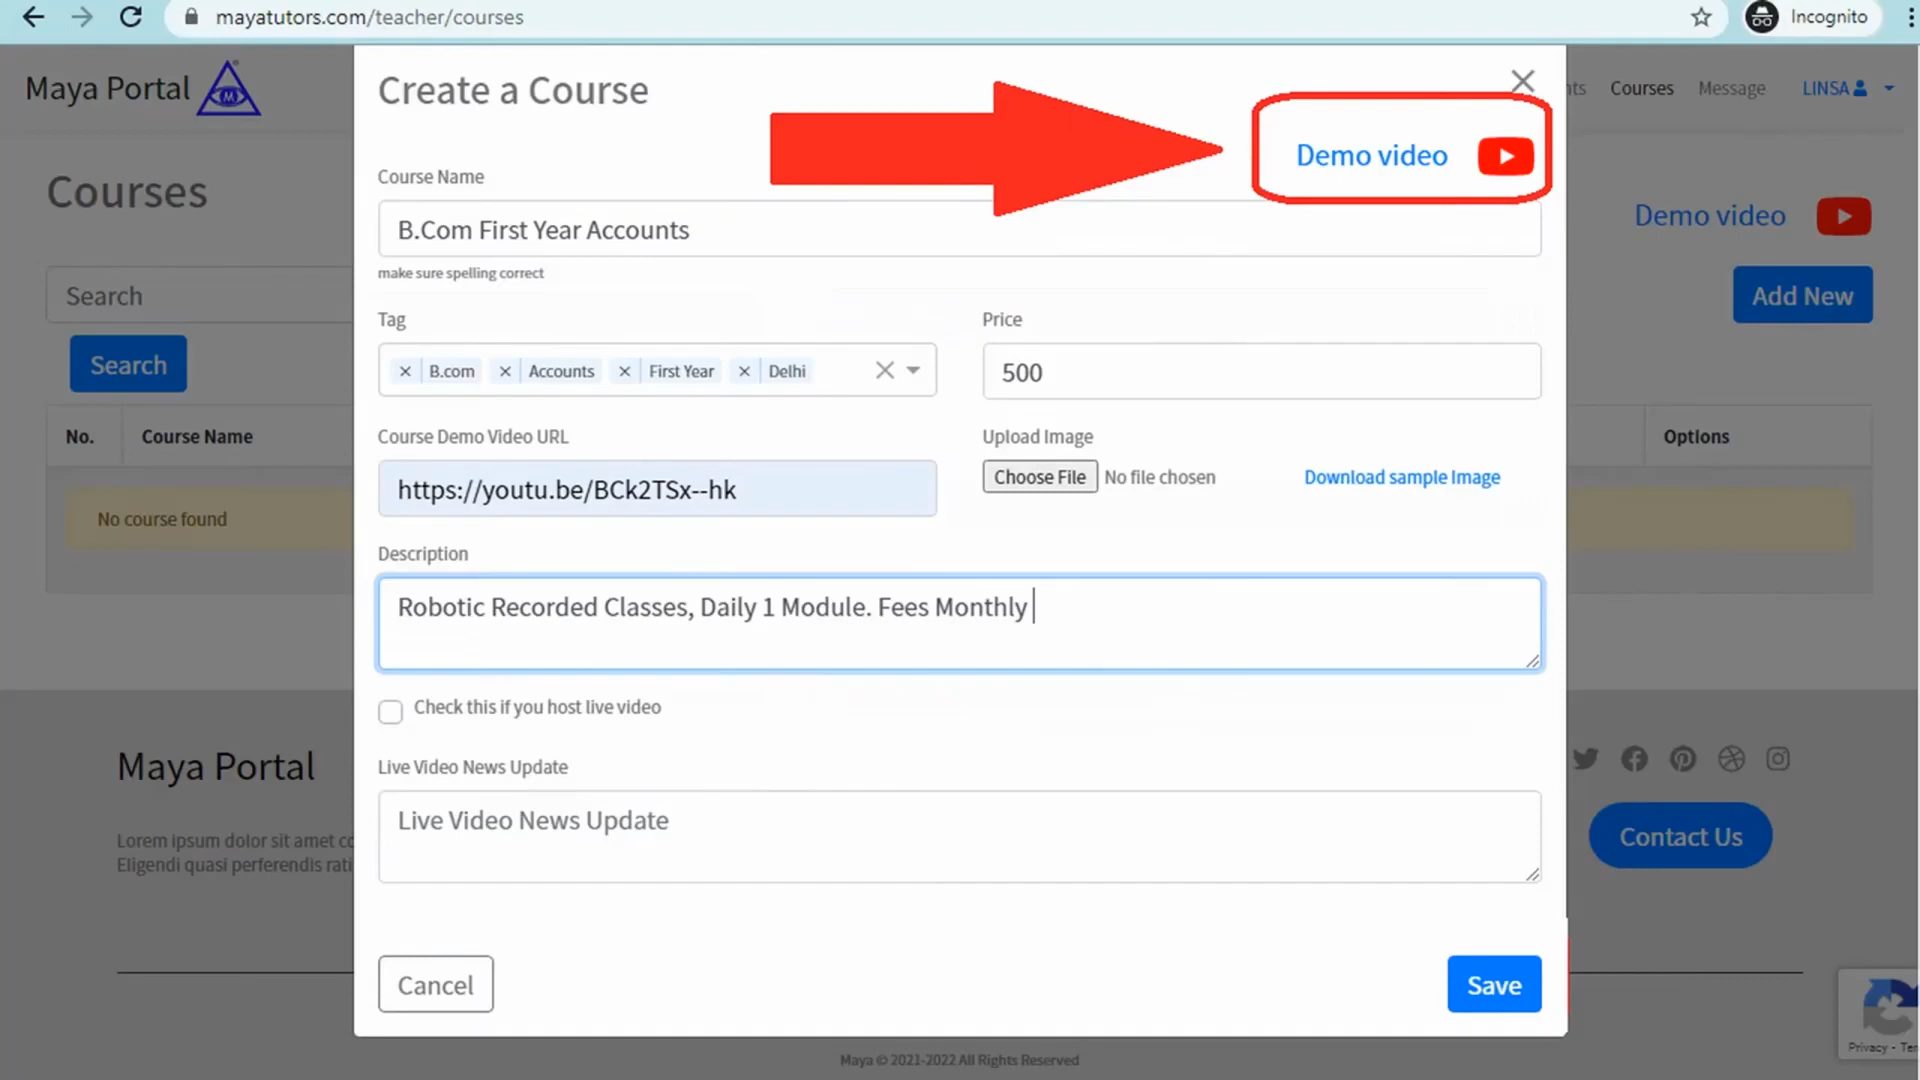 mayatutors.com/teacher/courses
Incognito
Maya Portal
M
Create a Course
nts
Courses
Message
LINSA
Demo video
Courses
Course Name
B.Com First Year Accounts
make sure spelling correct
Demo video
Search
Add New
Tag
Price
× B.com × Accounts × First Year × Delhi
500
Search
No.
Course Name
Options
Course Demo Video URL
Upload Image
https://youtu.be/BCk2TSx--hk
Choose File No file chosen
Download sample Image
No course found
Description
Robotic Recorded Classes, Daily 1 Module. Fees Monthly
Check this if you host live video
Live Video News Update
Live Video News Update
Maya Portal
Lorem ipsum dolor sit amet co
Eligendi quasi perferendis rati
Contact Us
Cancel
Save
Privacy - Ter
Maya © 2021-2022 All Rights Reserved